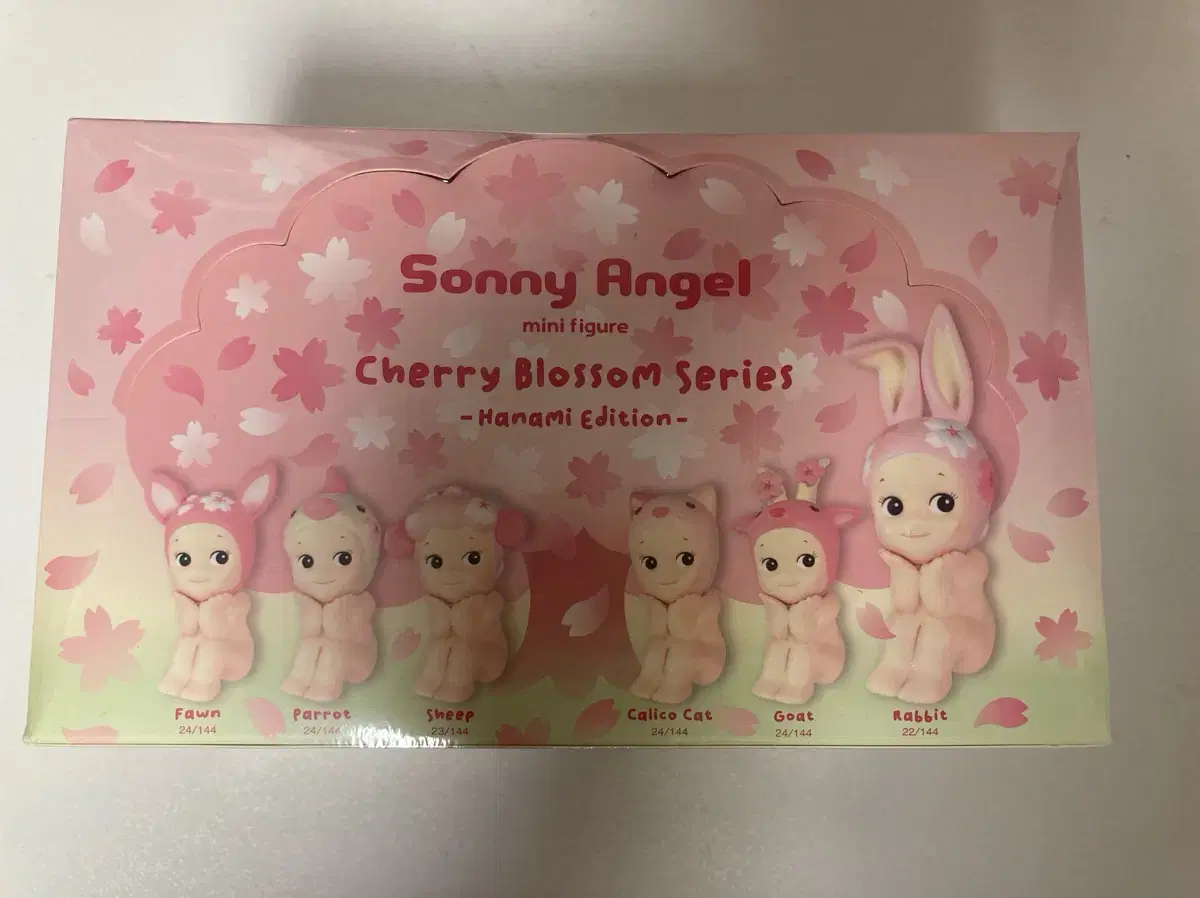 Sonny Angel
mini figure
Cherry Blossom Series
-Hanami Edition-
Fawn
24/144
Parrot
24/144
Sheep
23/144
Calico Cat
24/144
Goat
24/144
Rabbit
22/144